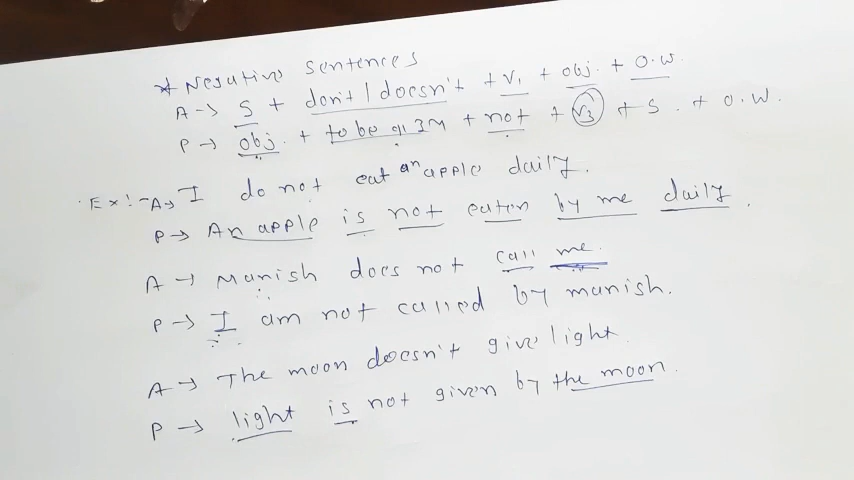 * Negative sentences
A → S + don't / doesn't + V1 + obj. + O.W.
P → obj. + to be का रूप + not + V3 + S. + O.W.
Ex:- A → I do not eat an apple daily.
P → An apple is not eaten by me daily.
A → Manish does not call me.
P → I am not called by manish.
A → The moon doesn't give light.
P → light is not given by the moon.